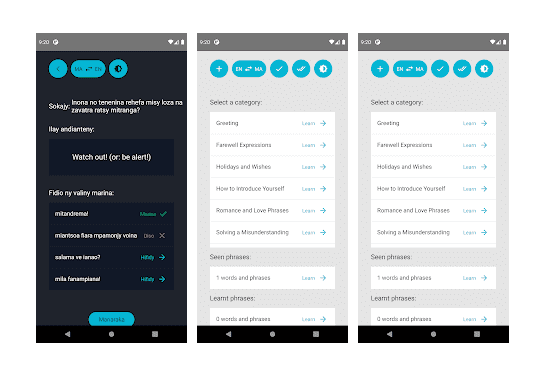 9:20
MA EN
Sokajy: Inona no tenenina rehefa misy loza na
zavatra ratsy mitranga?
Ilay andianteny:
Watch out! (or: be alert!)
Fidio ny valiny marina:
mitandrema!
miantsoa fiara mpamonjy voina Diso
salama ve ianao? Hifidy
mila fanampiana! Hifidy
9:20
EN MA
Select a category:
Greeting Learn
Farewell Expressions Learn
Holidays and Wishes Learn
How to Introduce Yourself Learn
Romance and Love Phrases Learn
Solving a Misunderstanding Learn
Seen phrases:
1 words and phrases Learn
Learnt phrases:
0 words and phrases Learn
9:20
EN MA
Select a category:
Greeting Learn
Farewell Expressions Learn
Holidays and Wishes Learn
How to Introduce Yourself Learn
Romance and Love Phrases Learn
Solving a Misunderstanding Learn
Seen phrases:
1 words and phrases Learn
Learnt phrases:
0 words and phrases Learn